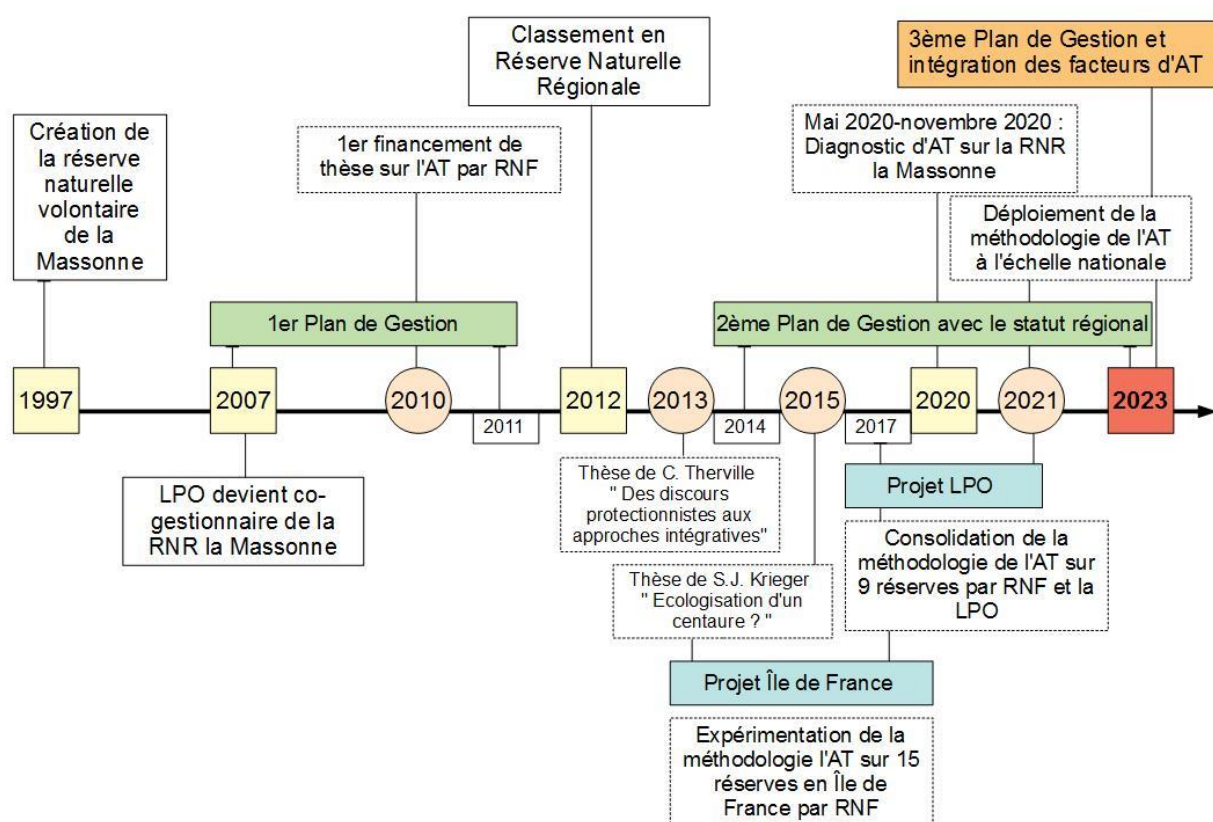 Création de
la réserve
naturelle
volontaire
de la
Massonne
1er financement de
thèse sur l'AT par RNF
Classement en
Réserve Naturelle
Régionale
3ème Plan de Gestion et
intégration des facteurs d'AT
Mai 2020-novembre 2020 :
Diagnostic d'AT sur la RNR
la Massonne
Déploiement de la
méthodologie de l'AT
à l'échelle nationale
1er Plan de Gestion
2ème Plan de Gestion avec le statut régional
1997
2007
2010
2011
2012
2013
2014
2015
2017
2020
2021
2023
LPO devient co-
gestionnaire de la
RNR la Massonne
Thèse de C. Therville
" Des discours
protectionnistes aux
approches intégratives"
Thèse de S.J. Krieger
" Ecologisation d'un
centaure ? "
Projet LPO
Consolidation de la
méthodologie de l'AT sur
9 réserves par RNF et la
LPO
Projet Île de France
Expérimentation de la
méthodologie l'AT sur 15
réserves en Île de
France par RNF